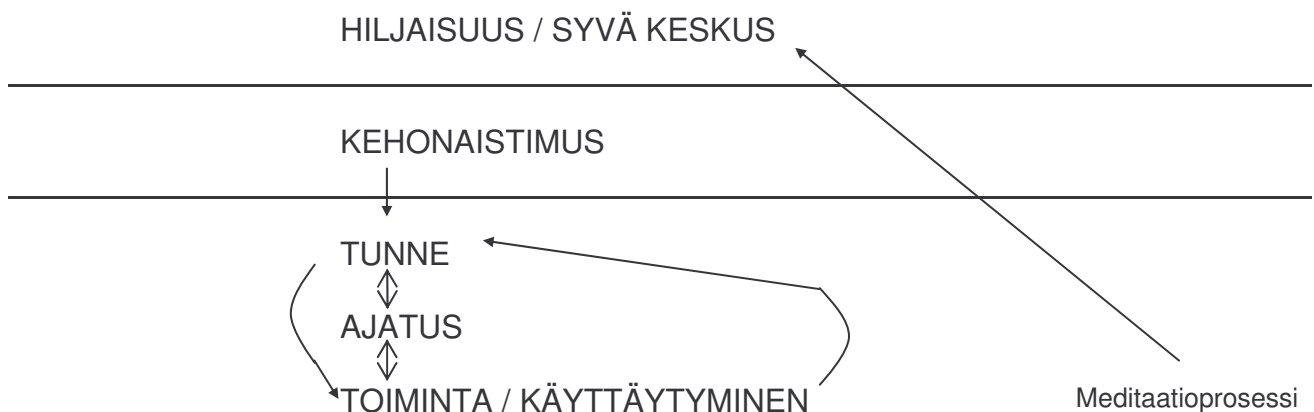 HILJAISUUS / SYVÄ KESKUS
KEHONAISTIMUS
TUNNE
AJATUS
TOIMINTA / KÄYTTÄYTYMINEN
Meditaatioprosessi